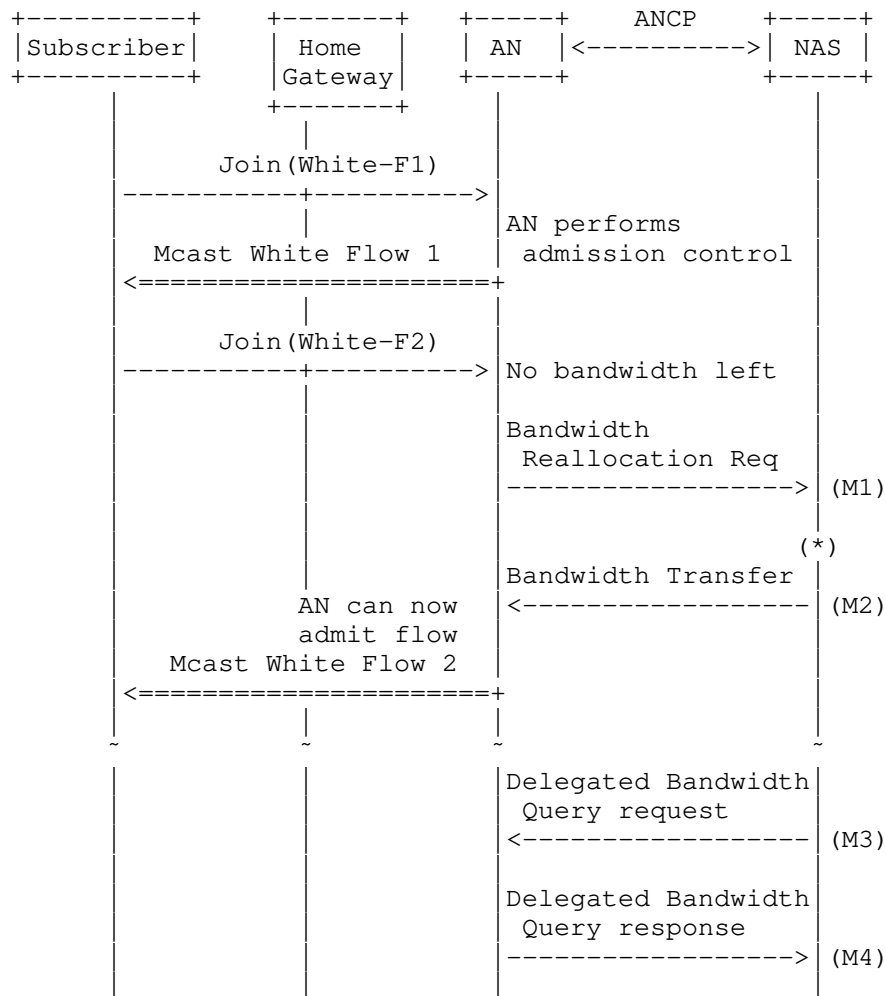 ANCP
Subscriber Home AN <----------> NAS
Gateway
Join(White-F1)
AN performs
Mcast White Flow 1 admission control
Join(White-F2)
No bandwidth left
Bandwidth
Reallocation Req
(M1)
(*)
Bandwidth Transfer
AN can now (M2)
admit flow
Mcast White Flow 2
Delegated Bandwidth
Query request
(M3)
Delegated Bandwidth
Query response
(M4)